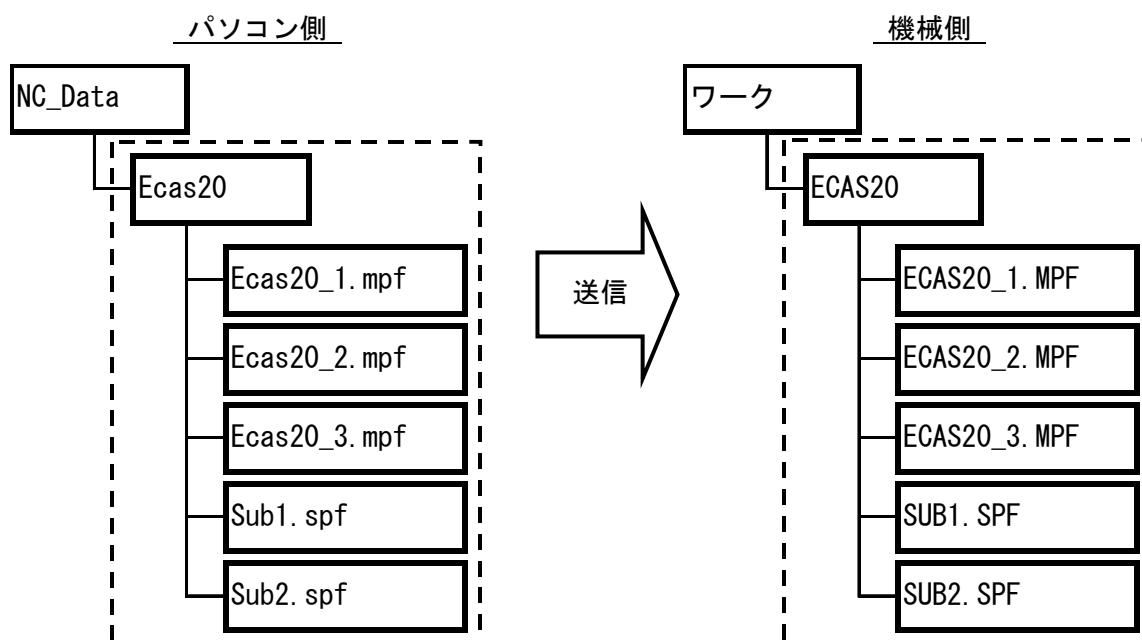 パソコン側
機械側
NC_Data
ワーク
Ecas20
ECAS20
Ecas20_1.mpf
Ecas20_2.mpf
Ecas20_3.mpf
Sub1.spf
Sub2.spf
送信
ECAS20_1.MPF
ECAS20_2.MPF
ECAS20_3.MPF
SUB1.SPF
SUB2.SPF